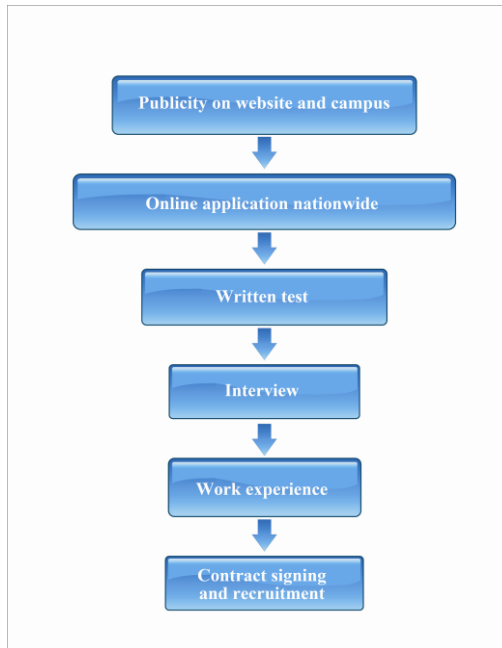 Publicity on website and campus
Online application nationwide
Written test
Interview
Work experience
Contract signing
and recruitment